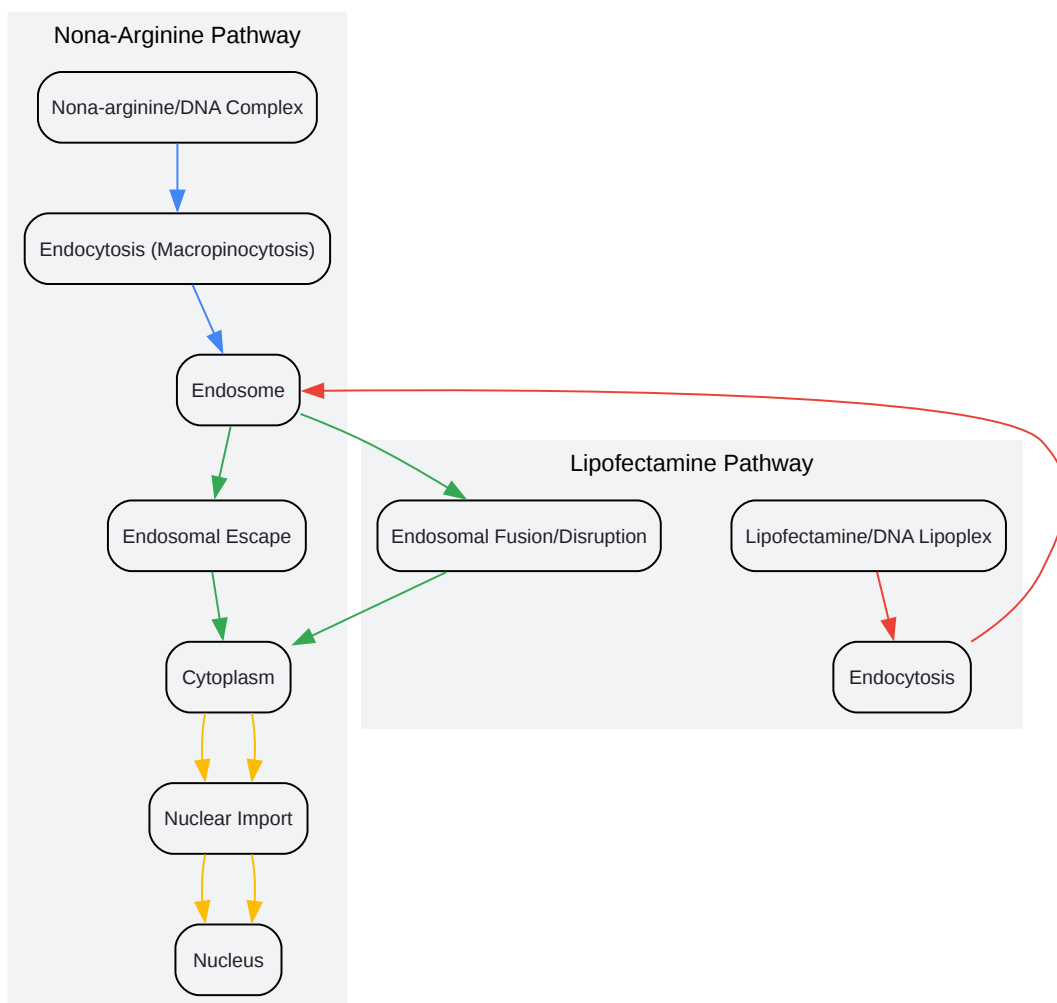 Nona-Arginine Pathway
Nona-arginine/DNA Complex
Endocytosis (Macropinocytosis)
Endosome
Lipofectamine Pathway
Endosomal Escape
Endosomal Fusion/Disruption
Lipofectamine/DNA Lipoplex
Cytoplasm
Endocytosis
Nuclear Import
Nucleus